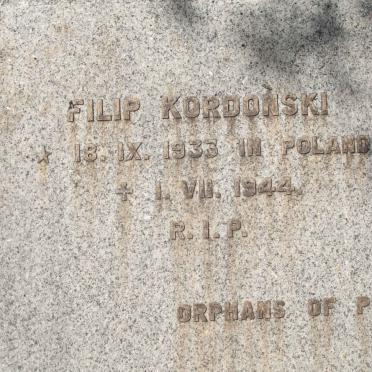 FILIP KORDOŃSKI
★ 18. IX. 1933 IN POLAND
✝ 1. VII. 1944.
R. I. P.
ORPHANS OF P